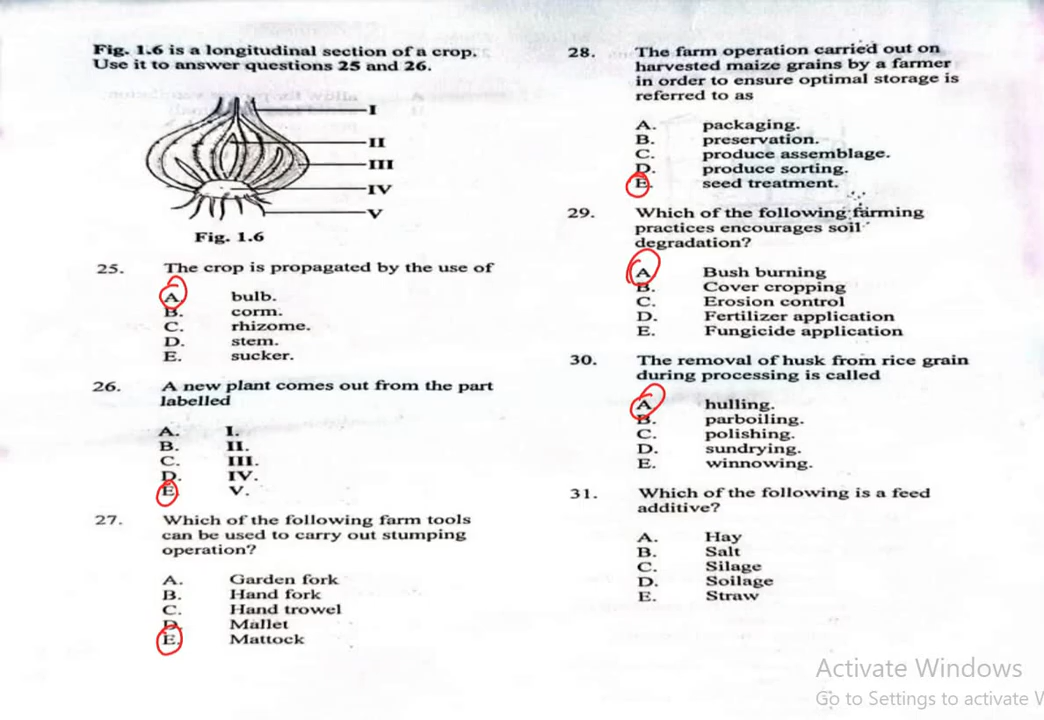 Fig. 1.6 is a longitudinal section of a crop.
Use it to answer questions 25 and 26.
I
II
III
IV
V
Fig. 1.6
25. The crop is propagated by the use of
A. bulb.
B. corm.
C. rhizome.
D. stem.
E. sucker.
26. A new plant comes out from the part
labelled
A. I.
B. II.
C. III.
D. IV.
E V.
27. Which of the following farm tools
can be used to carry out stumping
operation?
A. Garden fork
B. Hand fork
C. Hand trowel
D. Mallet
E. Mattock
28. The farm operation carried out on
harvested maize grains by a farmer
in order to ensure optimal storage is
referred to as
A. packaging.
B. preservation.
C. produce assemblage.
D. produce sorting.
E. seed treatment.
29. Which of the following farming
practices encourages soil
degradation?
A Bush burning
B. Cover cropping
C. Erosion control
D. Fertilizer application
E. Fungicide application
30. The removal of husk from rice grain
during processing is called
A hulling.
B. parboiling.
C. polishing.
D. sundrying.
E. winnowing.
31. Which of the following is a feed
additive?
A. Hay
B. Salt
C. Silage
D. Soilage
E. Straw
Activate Windows
Go to Settings to activate W